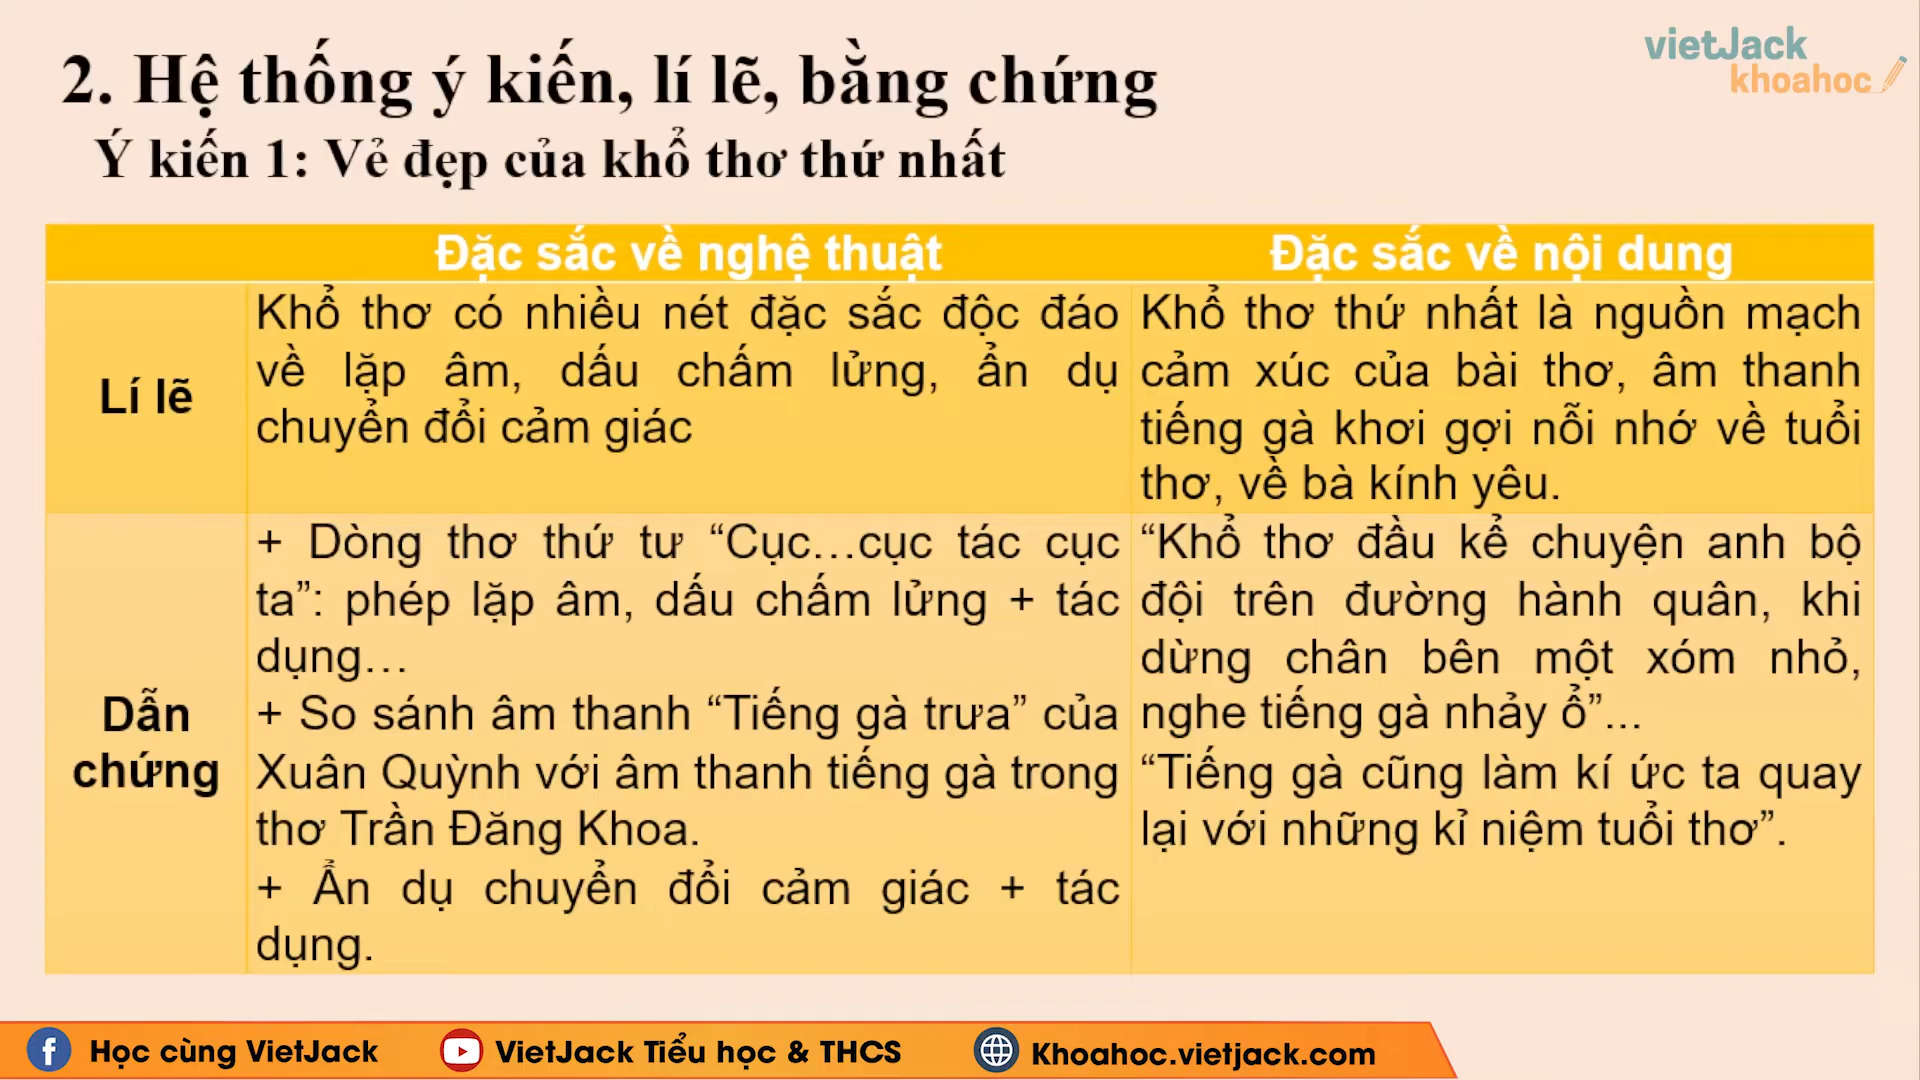 vietJack
khoahoc
2. Hệ thống ý kiến, lí lẽ, bằng chứng
Ý kiến 1: Vẻ đẹp của khổ thơ thứ nhất
Đặc sắc về nghệ thuật
Đặc sắc về nội dung
Lí lẽ
Khổ thơ có nhiều nét đặc sắc độc đáo
về lặp âm, dấu chấm lửng, ẩn dụ
chuyển đổi cảm giác
Khổ thơ thứ nhất là nguồn mạch
cảm xúc của bài thơ, âm thanh
tiếng gà khơi gợi nỗi nhớ về tuổi
thơ, về bà kính yêu.
Dẫn
chứng
+ Dòng thơ thứ tư “Cục…cục tác cục
ta”: phép lặp âm, dấu chấm lửng + tác
dụng…
+ So sánh âm thanh “Tiếng gà trưa” của
Xuân Quỳnh với âm thanh tiếng gà trong
thơ Trần Đăng Khoa.
+ Ẩn dụ chuyển đổi cảm giác + tác
dụng.
“Khổ thơ đầu kể chuyện anh bộ
đội trên đường hành quân, khi
dừng chân bên một xóm nhỏ,
nghe tiếng gà nhảy ổ”...
“Tiếng gà cũng làm kí ức ta quay
lại với những kỉ niệm tuổi thơ”.
Học cùng VietJack
VietJack Tiểu học & THCS
Khoahoc.vietjack.com